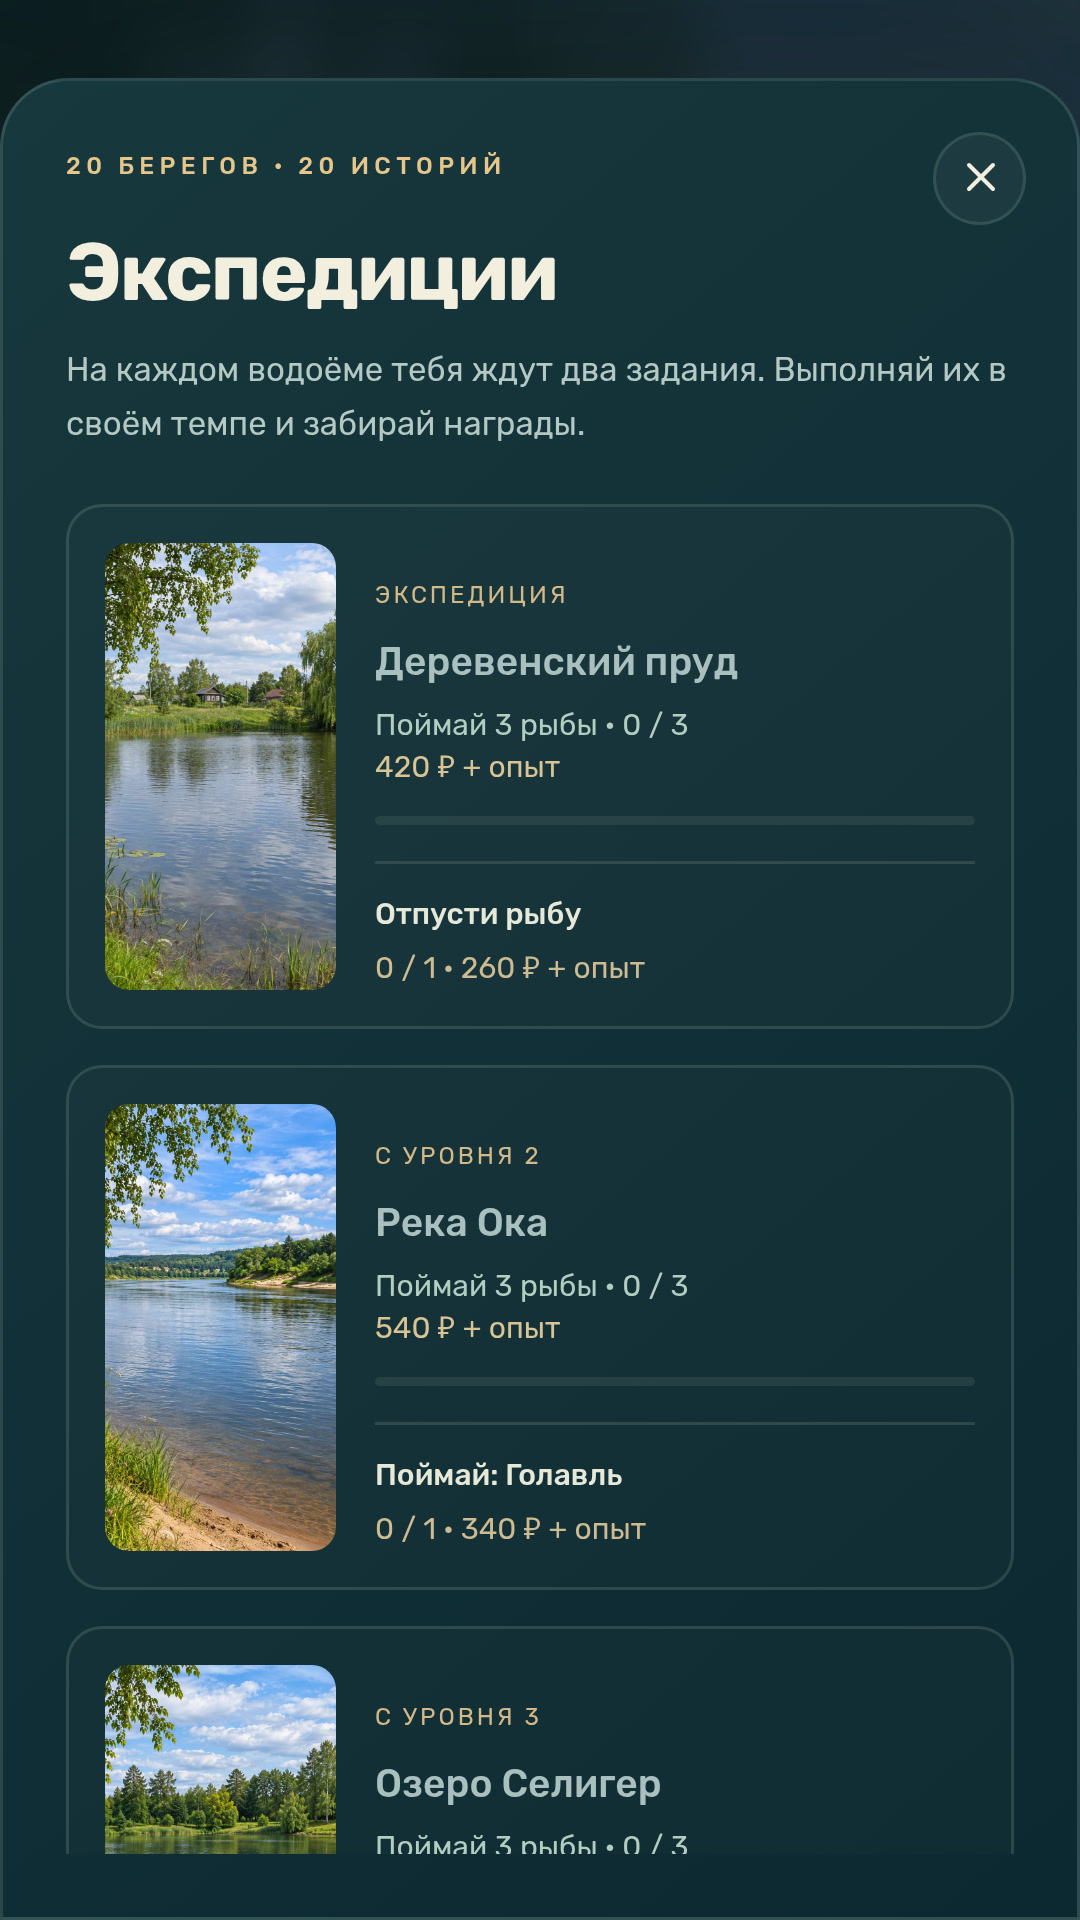 20 БЕРЕГОВ • 20 ИСТОРИЙ
Экспедиции
На каждом водоёме тебя ждут два задания. Выполняй их в
своём темпе и забирай награды.
ЭКСПЕДИЦИЯ
Деревенский пруд
Поймай 3 рыбы • 0 / 3
420 ₽ + опыт
Отпусти рыбу
0 / 1 • 260 ₽ + опыт
С УРОВНЯ 2
Река Ока
Поймай 3 рыбы • 0 / 3
540 ₽ + опыт
Поймай: Голавль
0 / 1 • 340 ₽ + опыт
С УРОВНЯ 3
Озеро Селигер
Поймай 3 рыбы • 0 / 3